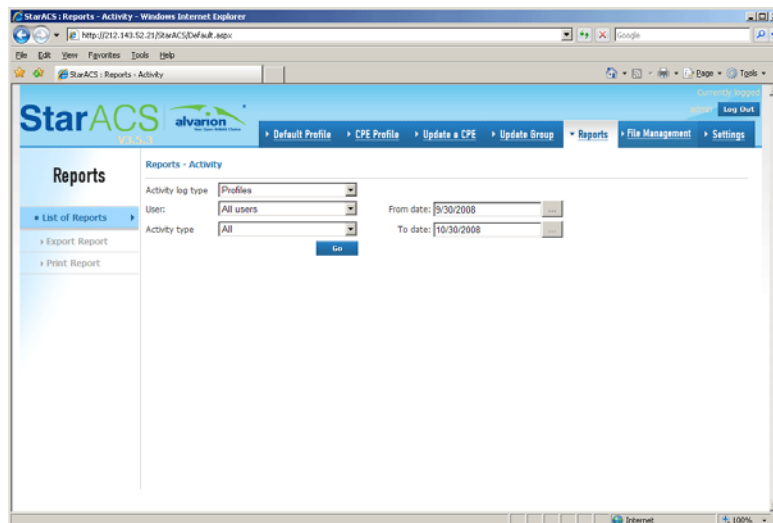 StarACS : Reports - Activity - Windows Internet Explorer
http://212.143.52.21/StarACS/Default.aspx
Google
File Edit View Favorites Tools Help
StarACS : Reports - Activity
Page Tools
Currently logged
admin Log Out
StarACS alvarion
Default Profile CPE Profile Update a CPE Update Group Reports File Management Settings
Reports
List of Reports
Export Report
Print Report
Reports - Activity
Activity log type Profiles
User: All users From date: 9/30/2008 ...
Activity type All To date: 10/30/2008 ...
Go
Internet 100%